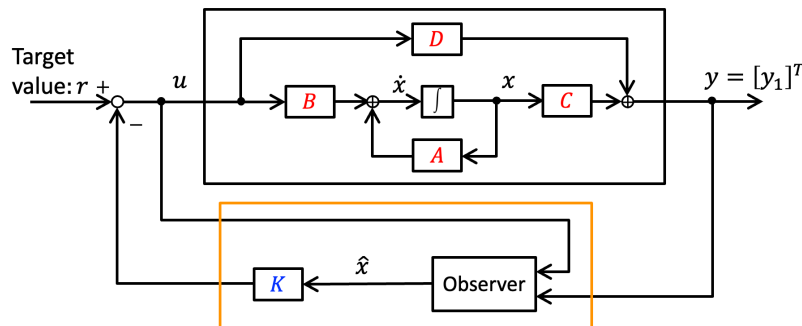 D
Target
value: r +
u
B
ẋ
∫
x
C
y = [y₁]ᵀ
−
A
K
x̂
Observer